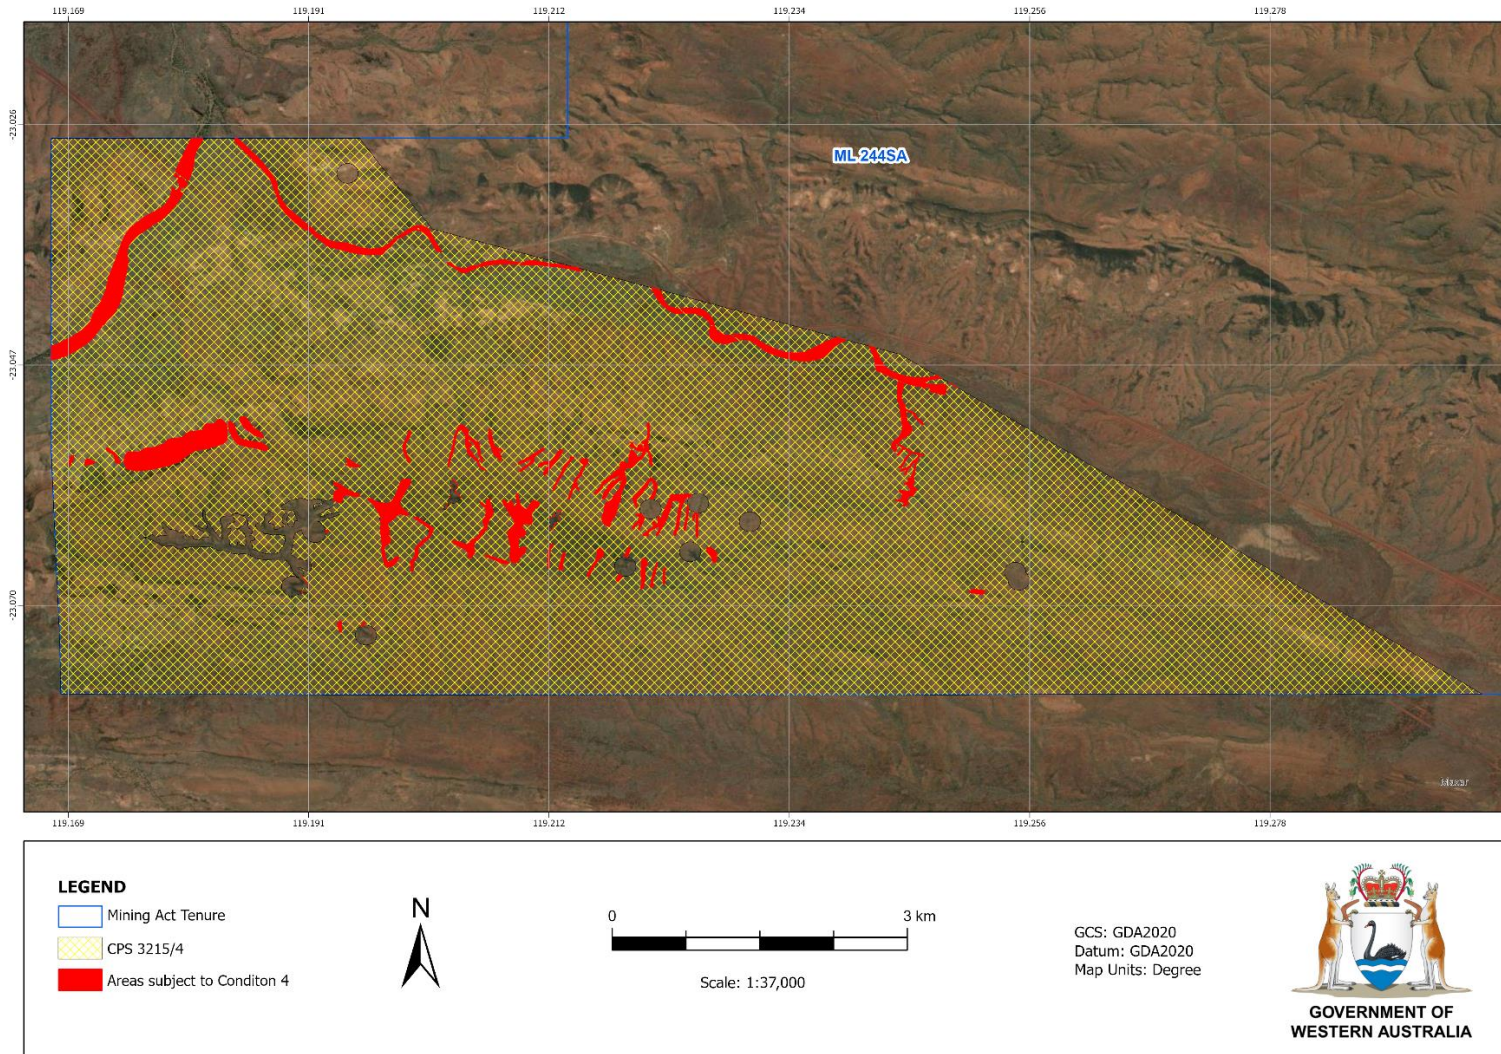 119.169 119.191 119.212 119.234 119.256 119.278
-23.026
ML 244SA
-23.047
-23.070
Maxar
119.169 119.191 119.212 119.234 119.256 119.278
LEGEND
Mining Act Tenure
CPS 3215/4
Areas subject to Conditon 4
N
0 3 km
Scale: 1:37,000
GCS: GDA2020
Datum: GDA2020
Map Units: Degree
GOVERNMENT OF
WESTERN AUSTRALIA